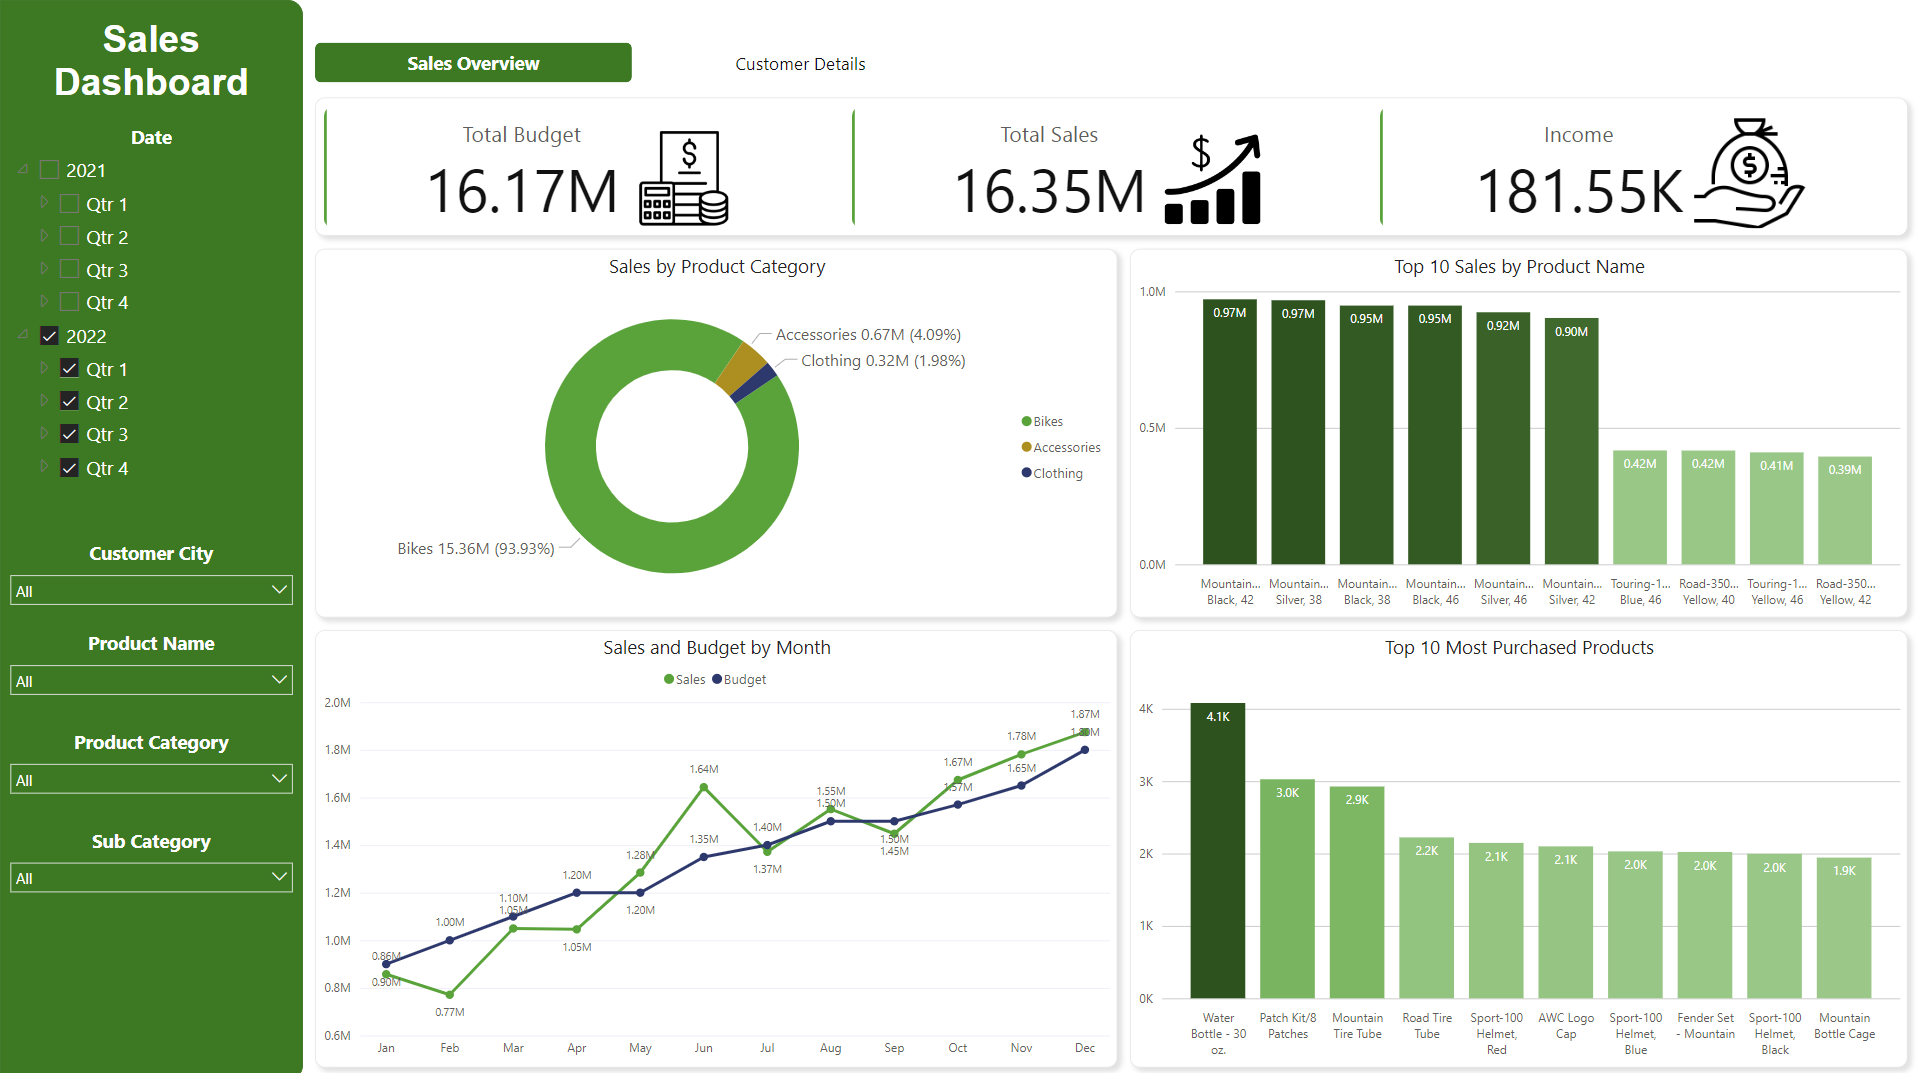 Sales
Dashboard
Date
2021
Qtr 1
Qtr 2
Qtr 3
Qtr 4
2022
Qtr 1
Qtr 2
Qtr 3
Qtr 4
Customer City
All
Product Name
All
Product Category
All
Sub Category
All
Sales Overview
Customer Details
Total Budget
16.17M
$
Total Sales
16.35M
$
Income
181.55K
$
Sales by Product Category
Accessories 0.67M (4.09%)
Clothing 0.32M (1.98%)
Bikes 15.36M (93.93%)
Bikes
Accessories
Clothing
Top 10 Sales by Product Name
1.0M
0.5M
0.0M
0.97M
0.97M
0.95M
0.95M
0.92M
0.90M
0.42M
0.42M
0.41M
0.39M
Mountain...
Black, 42
Mountain...
Silver, 38
Mountain...
Black, 38
Mountain...
Black, 46
Mountain...
Silver, 46
Mountain...
Silver, 42
Touring-1...
Blue, 46
Road-350...
Yellow, 40
Touring-1...
Yellow, 46
Road-350...
Yellow, 42
Sales and Budget by Month
Sales Budget
2.0M
1.8M
1.6M
1.4M
1.2M
1.0M
0.8M
0.6M
0.86M
0.90M
1.00M
0.77M
1.10M
1.05M
1.20M
1.05M
1.28M
1.20M
1.64M
1.35M
1.40M
1.37M
1.55M
1.50M
1.50M
1.45M
1.67M
1.57M
1.78M
1.65M
1.87M
1.80M
Jan Feb Mar Apr May Jun Jul Aug Sep Oct Nov Dec
Top 10 Most Purchased Products
4K
3K
2K
1K
0K
4.1K
3.0K
2.9K
2.2K
2.1K
2.1K
2.0K
2.0K
2.0K
1.9K
Water
Bottle - 30
oz.
Patch Kit/8
Patches
Mountain
Tire Tube
Road Tire
Tube
Sport-100
Helmet,
Red
AWC Logo
Cap
Sport-100
Helmet,
Blue
Fender Set
- Mountain
Sport-100
Helmet,
Black
Mountain
Bottle Cage